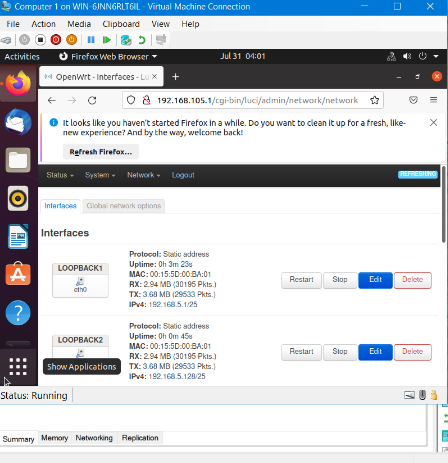 Computer 1 on WIN-6JNN6RLT6IL - Virtual Machine Connection
File Action Media Clipboard View Help
Activities Firefox Web Browser Jul 31 04:01
OpenWrt - Interfaces - Lu
192.168.105.1/cgi-bin/luci/admin/network/network
It looks like you haven't started Firefox in a while. Do you want to clean it up for a fresh, like-
new experience? And by the way, welcome back!
Refresh Firefox...
Status System Network Logout REFRESHING
Interfaces Global network options
Interfaces
LOOPBACK1
eth0
Protocol: Static address
Uptime: 0h 3m 23s
MAC: 00:15:5D:00:BA:01
RX: 2.94 MB (30195 Pkts.)
TX: 3.68 MB (29533 Pkts.)
IPv4: 192.168.5.1/25
Restart Stop Edit Delete
LOOPBACK2
Protocol: Static address
Uptime: 0h 0m 45s
MAC: 00:15:5D:00:BA:01
RX: 2.94 MB (30195 Pkts.)
TX: 3.68 MB (29533 Pkts.)
IPv4: 192.168.5.128/25
Restart Stop Edit Delete
Show Applications
Status: Running
Summary Memory Networking Replication